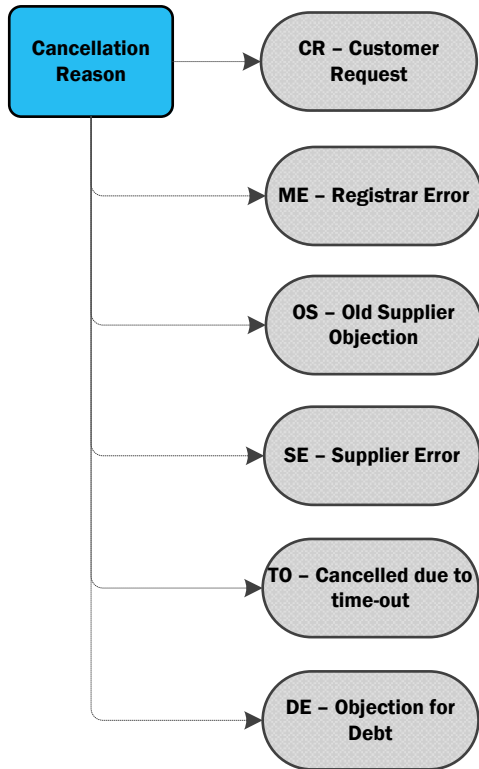 Cancellation
Reason
CR – Customer
Request
ME – Registrar Error
OS – Old Supplier
Objection
SE – Supplier Error
TO – Cancelled due to
time-out
DE – Objection for
Debt